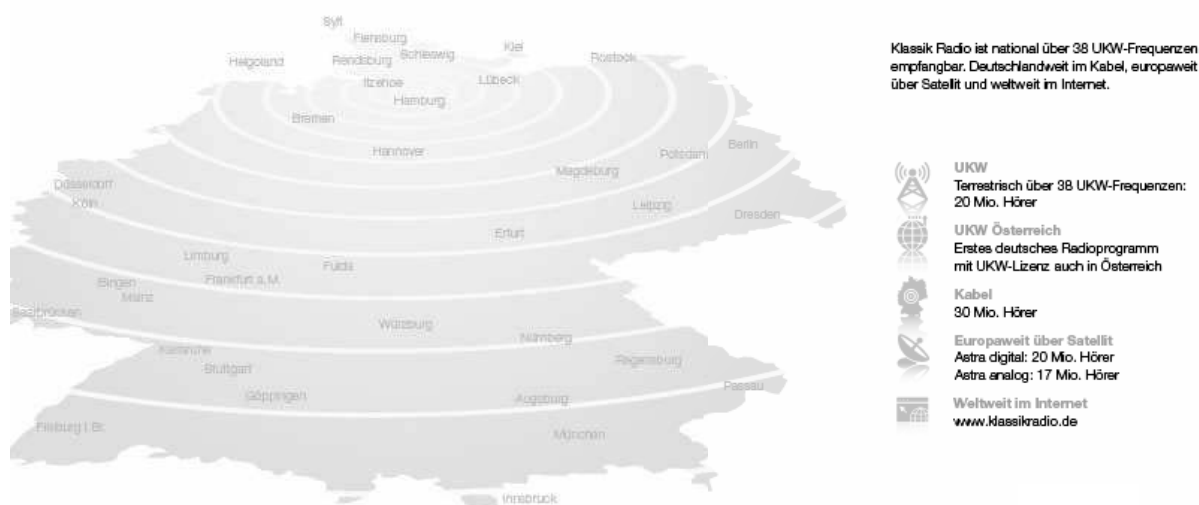 Sylt
Flensburg
Kiel
Schleswig
Rostock
Helgoland
Rendsburg
Itzehoe
Lübeck
Hamburg
Bremen
Berlin
Hannover
Potsdam
Magdeburg
Düsseldorf
Köln
Leipzig
Dresden
Erfurt
Limburg
Fulda
Frankfurt a.M.
Bingen
Mainz
Saarbrücken
Würzburg
Nürnberg
Karlsruhe
Regensburg
Stuttgart
Passau
Göppingen
Augsburg
Freiburg i. Br.
München
Innsbruck
Klassik Radio ist national über 38 UKW-Frequenzen
empfangbar. Deutschlandweit im Kabel, europaweit
über Satellit und weltweit im Internet.
UKW
Terrestrisch über 38 UKW-Frequenzen:
20 Mio. Hörer
UKW Österreich
Erstes deutsches Radioprogramm
mit UKW-Lizenz auch in Österreich
Kabel
30 Mio. Hörer
Europaweit über Satellit
Astra digital: 20 Mio. Hörer
Astra analog: 17 Mio. Hörer
Weltweit im Internet
www.klassikradio.de